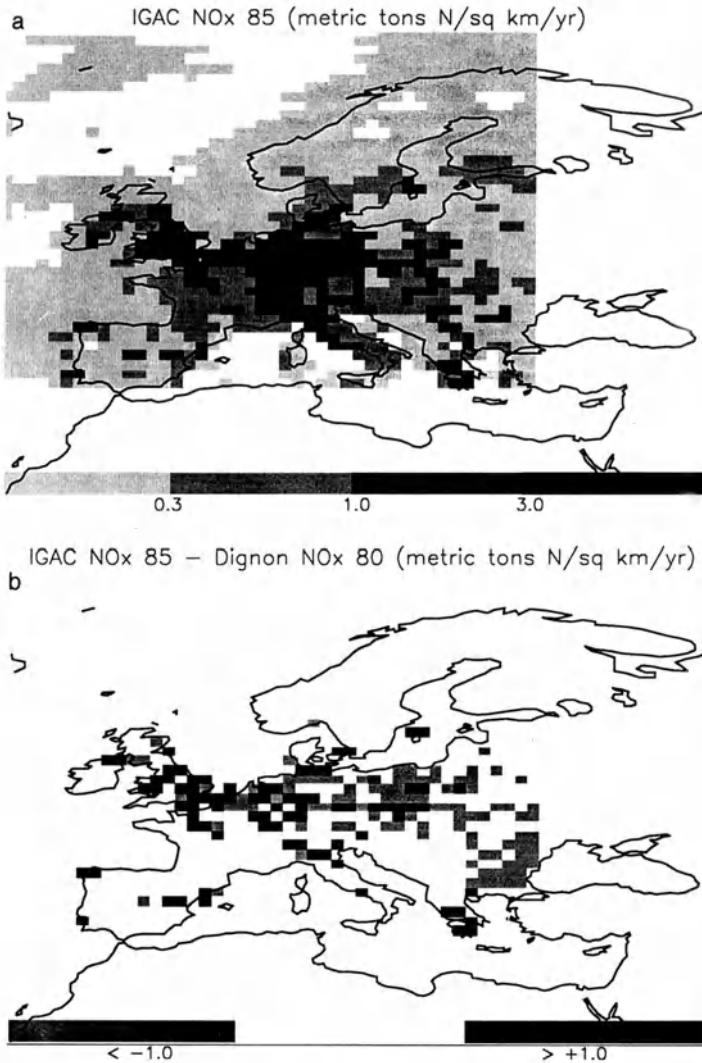 a
IGAC NOx 85 (metric tons N/sq km/yr)
0.3 1.0 3.0
IGAC NOx 85 – Dignon NOx 80 (metric tons N/sq km/yr)
b
< -1.0 > +1.0